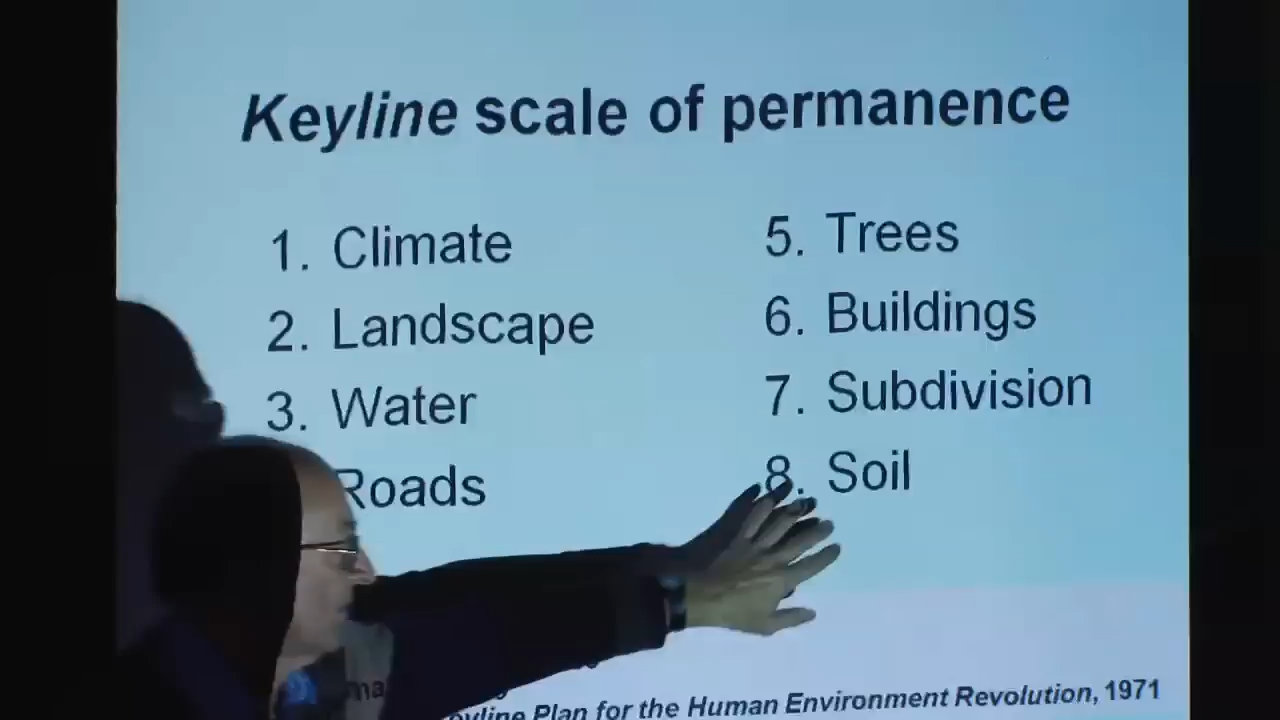 Keyline scale of permanence
1. Climate
2. Landscape
3. Water
Roads
5. Trees
6. Buildings
7. Subdivision
8. Soil
Plan for the Human Environment Revolution, 1971